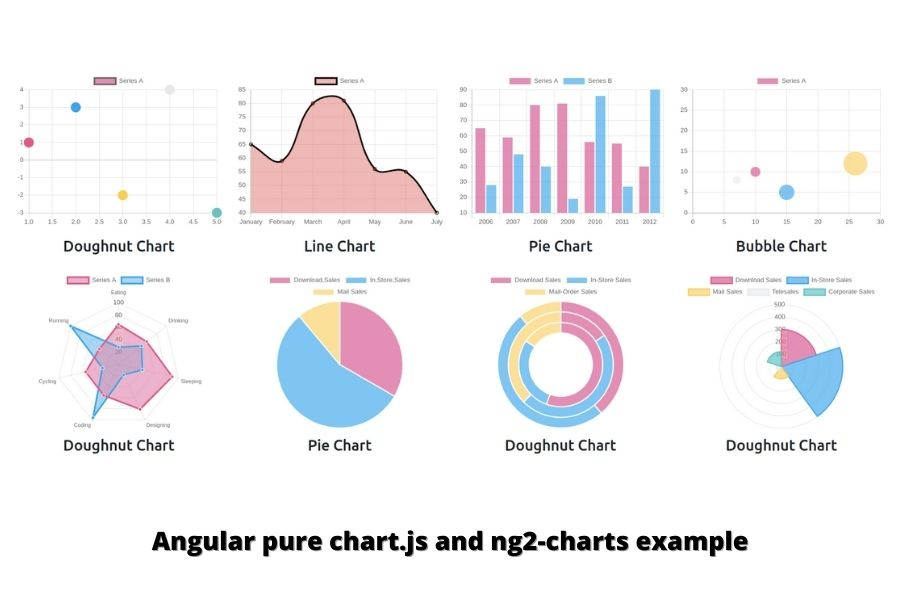 Series A
4
3
2
1
0
-1
-2
-3
1.0 1.5 2.0 2.5 3.0 3.5 4.0 4.5 5.0
Doughnut Chart
Series A
85
80
75
70
65
60
55
50
45
40
January February March April May June July
Line Chart
Series A Series B
90
80
70
60
50
40
30
20
10
2006 2007 2008 2009 2010 2011 2012
Pie Chart
Series A
30
25
20
15
10
5
0
0 5 10 15 20 25 30
Bubble Chart
Series A Series B
Eating
100
60
40
20
Running Drinking
Cycling Sleeping
Coding Designing
Doughnut Chart
Download,Sales In,Store,Sales
Mail Sales
Pie Chart
Download Sales In-Store Sales
Mail-Order Sales
Doughnut Chart
Download Sales In-Store Sales
Mail Sales Telesales Corporate Sales
500
400
300
200
Doughnut Chart
Angular pure chart.js and ng2-charts example